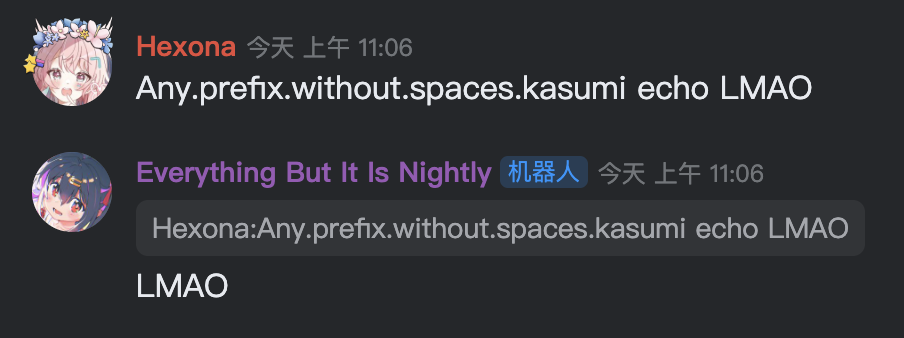 Hexona 今天 上午 11:06
Any.prefix.without.spaces.kasumi echo LMAO
Everything But It Is Nightly 机器人 今天 上午 11:06
Hexona:Any.prefix.without.spaces.kasumi echo LMAO
LMAO